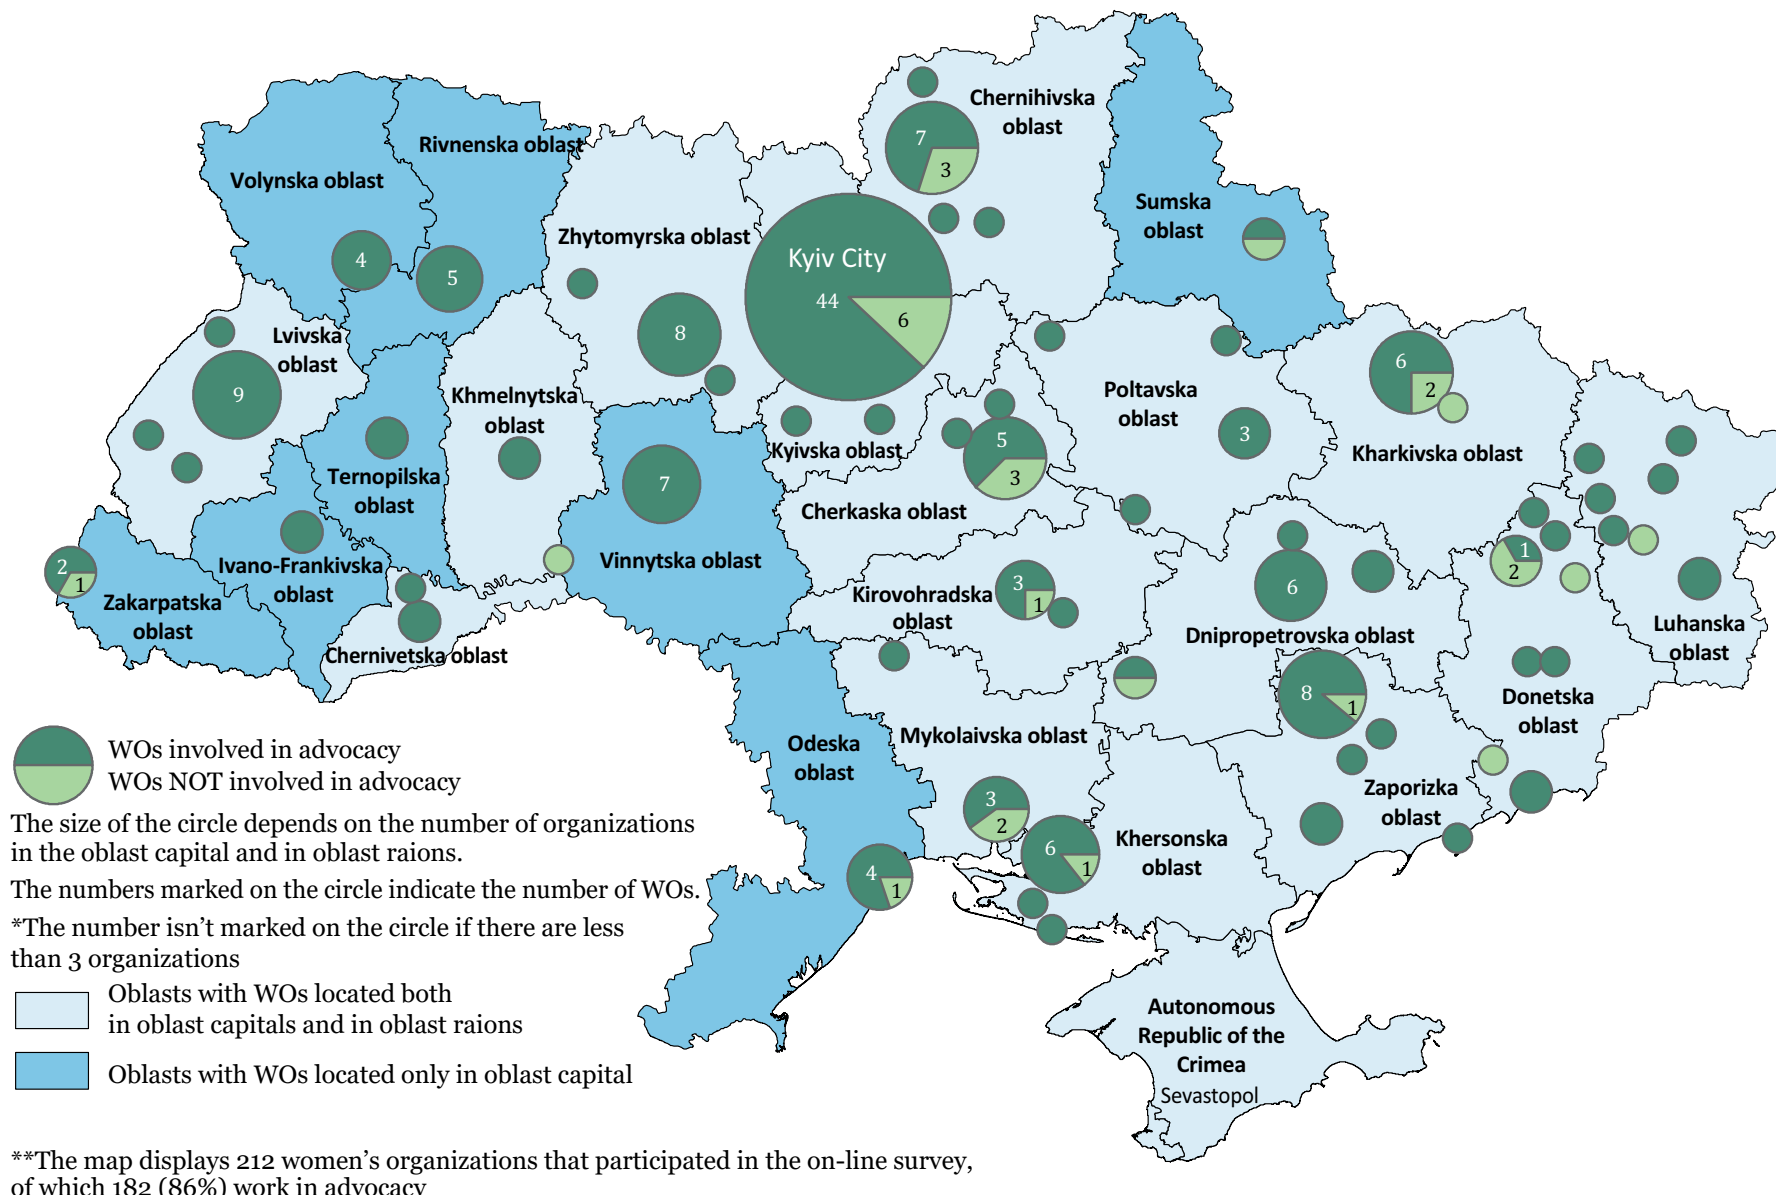 Chernihivska
oblast
7
3
Rivnenska oblast
Volynska oblast
Sumska
oblast
Zhytomyrska oblast
Kyiv City
44
6
4
5
Lvivska
oblast
8
9
Khmelnytska
oblast
Poltavska
oblast
6
2
3
Kharkivska oblast
Kyivska oblast
5
3
Ternopilska
oblast
7
Cherkaska oblast
Vinnytska oblast
Ivano-Frankivska
oblast
2
1
Zakarpatska
oblast
Chernivetska oblast
3
1
Kirovohradska
oblast
6
1
2
Dnipropetrovska oblast
Luhanska
oblast
8
1
Donetska
oblast
Odeska
oblast
Mykolaivska oblast
Zaporizka
oblast
3
2
6
1
Khersonska
oblast
4
1
WOs involved in advocacy
WOs NOT involved in advocacy
The size of the circle depends on the number of organizations
in the oblast capital and in oblast raions.
The numbers marked on the circle indicate the number of WOs.
*The number isn’t marked on the circle if there are less
than 3 organizations
Oblasts with WOs located both
in oblast capitals and in oblast raions
Oblasts with WOs located only in oblast capital
Autonomous
Republic of the
Crimea
Sevastopol
**The map displays 212 women’s organizations that participated in the on-line survey,
of which 182 (86%) work in advocacy